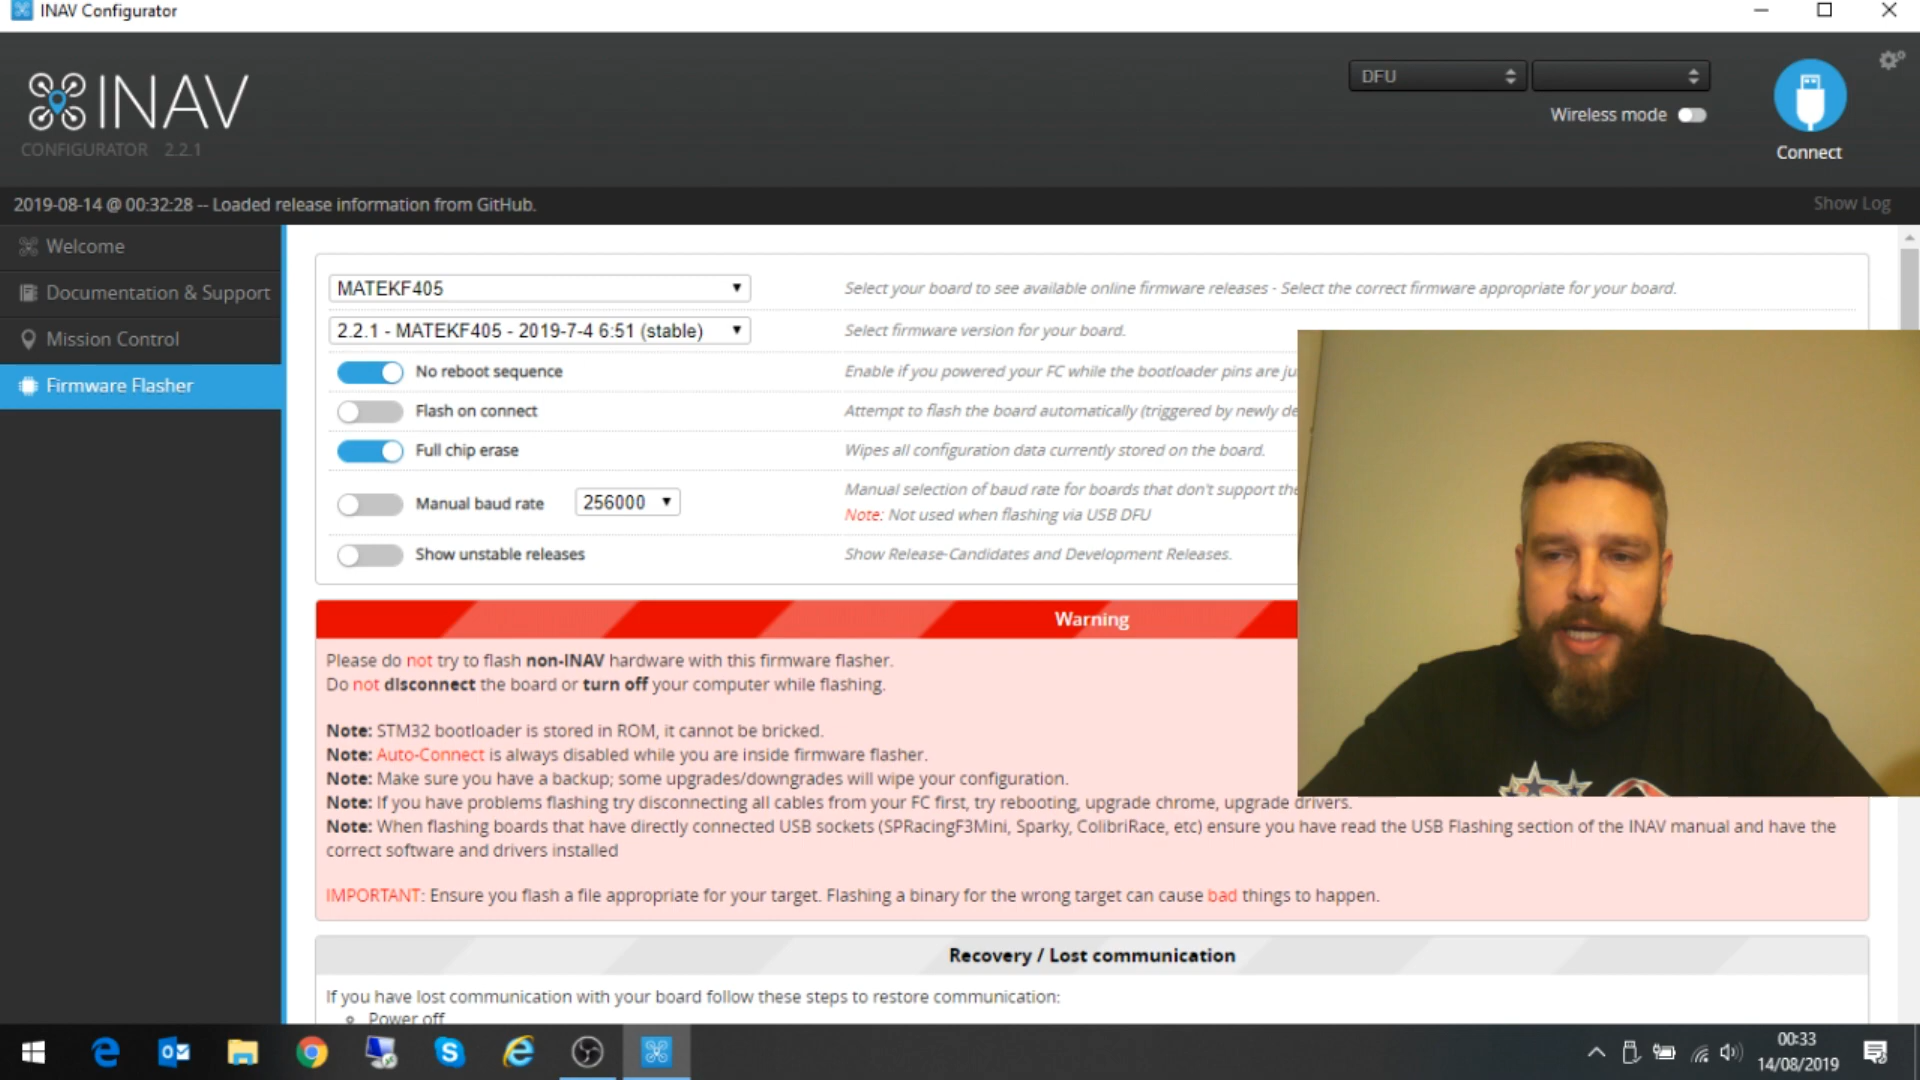 INAV Configurator
INAV
CONFIGURATOR 2.2.1
DFU
Wireless mode
Connect
2019-08-14 @ 00:32:28 -- Loaded release information from GitHub.
Show Log
Welcome
Documentation & Support
Mission Control
Firmware Flasher
MATEKF405
Select your board to see available online firmware releases - Select the correct firmware appropriate for your board.
2.2.1 - MATEKF405 - 2019-7-4 6:51 (stable)
Select firmware version for your board.
No reboot sequence
Enable if you powered your FC while the bootloader pins are ju
Flash on connect
Attempt to flash the board automatically (triggered by newly de
Full chip erase
Wipes all configuration data currently stored on the board.
Manual baud rate
256000
Manual selection of baud rate for boards that don't support the
Note: Not used when flashing via USB DFU
Show unstable releases
Show Release-Candidates and Development Releases.
Warning
Please do not try to flash non-INAV hardware with this firmware flasher.
Do not disconnect the board or turn off your computer while flashing.
Note: STM32 bootloader is stored in ROM, it cannot be bricked.
Note: Auto-Connect is always disabled while you are inside firmware flasher.
Note: Make sure you have a backup; some upgrades/downgrades will wipe your configuration.
Note: If you have problems flashing try disconnecting all cables from your FC first, try rebooting, upgrade chrome, upgrade drivers.
Note: When flashing boards that have directly connected USB sockets (SPRacingF3Mini, Sparky, ColibriRace, etc) ensure you have read the USB Flashing section of the INAV manual and have the
correct software and drivers installed
IMPORTANT: Ensure you flash a file appropriate for your target. Flashing a binary for the wrong target can cause bad things to happen.
Recovery / Lost communication
If you have lost communication with your board follow these steps to restore communication:
Power off
00:33
14/08/2019